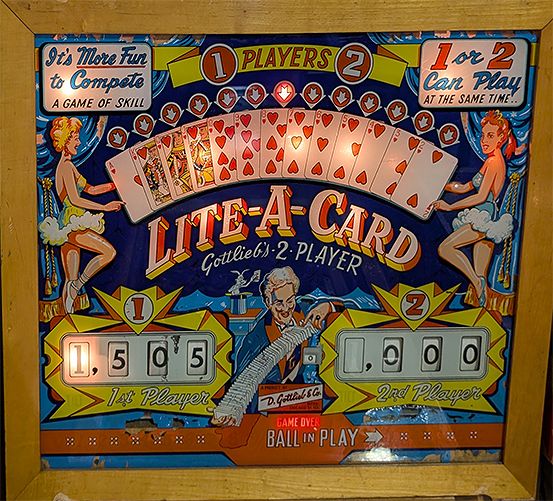 It's More Fun
to Compete
A GAME OF SKILL
1 PLAYERS 2
1 or 2
Can Play
AT THE SAME TIME..
LITE-A-CARD
Gottlieb's·2·PLAYER
1
2
1,505
,000
1st Player
2nd Player
A PRODUCT OF
D. Gottlieb & Co.
GAME OVER
BALL IN PLAY